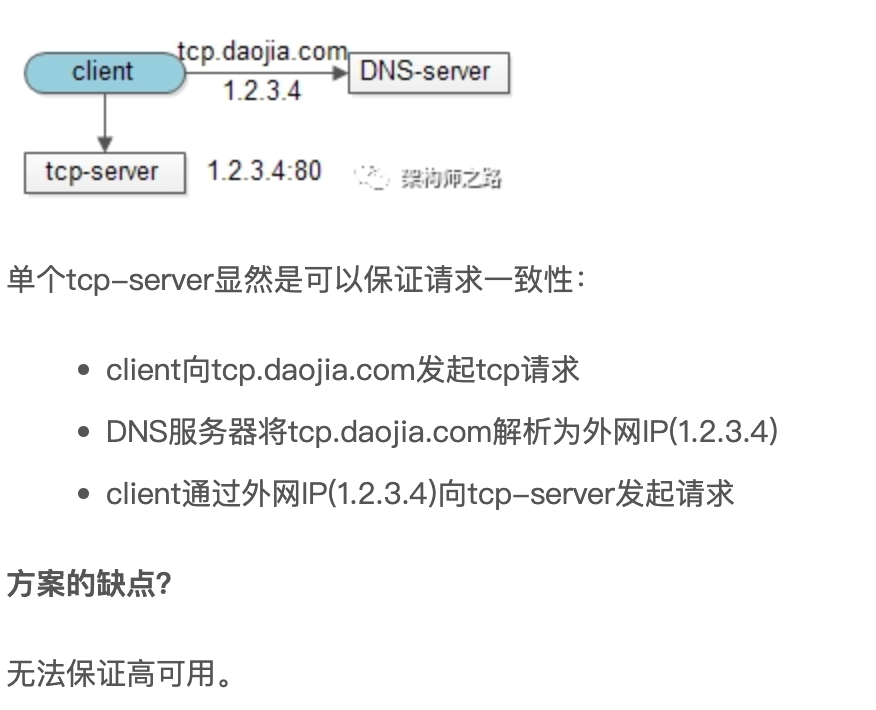 tcp.daojia.com
client
DNS-server
1.2.3.4
tcp-server
1.2.3.4:80
架构师之路
单个tcp-server显然是可以保证请求一致性：
• client向tcp.daojia.com发起tcp请求
• DNS服务器将tcp.daojia.com解析为外网IP(1.2.3.4)
• client通过外网IP(1.2.3.4)向tcp-server发起请求
方案的缺点?
无法保证高可用。